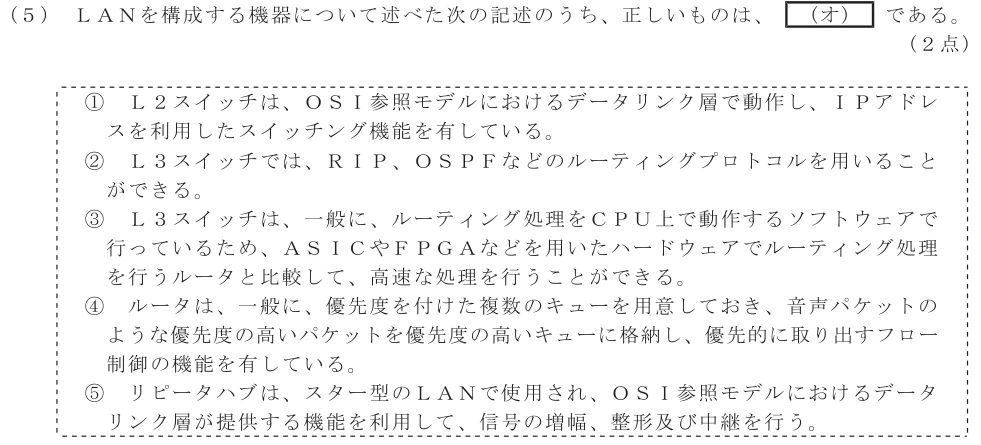 （５） ＬＡＮを構成する機器について述べた次の記述のうち、正しいものは、 （オ） である。
（２点）
① Ｌ２スイッチは、ＯＳＩ参照モデルにおけるデータリンク層で動作し、ＩＰアドレ
スを利用したスイッチング機能を有している。
② Ｌ３スイッチでは、ＲＩＰ、ＯＳＰＦなどのルーティングプロトコルを用いること
ができる。
③ Ｌ３スイッチは、一般に、ルーティング処理をＣＰＵ上で動作するソフトウェアで
行っているため、ＡＳＩＣやＦＰＧＡなどを用いたハードウェアでルーティング処理
を行うルータと比較して、高速な処理を行うことができる。
④ ルータは、一般に、優先度を付けた複数のキューを用意しておき、音声パケットの
ような優先度の高いパケットを優先度の高いキューに格納し、優先的に取り出すフロー
制御の機能を有している。
⑤ リピータハブは、スター型のＬＡＮで使用され、ＯＳＩ参照モデルにおけるデータ
リンク層が提供する機能を利用して、信号の増幅、整形及び中継を行う。